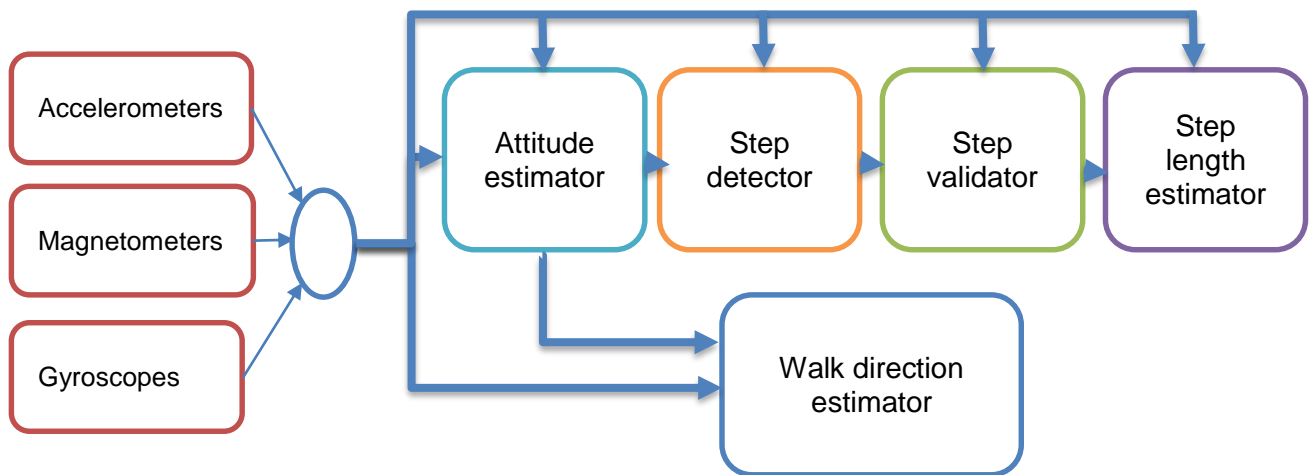 Accelerometers
Magnetometers
Gyroscopes
Attitude
estimator
Step
detector
Step
validator
Step
length
estimator
Walk direction
estimator